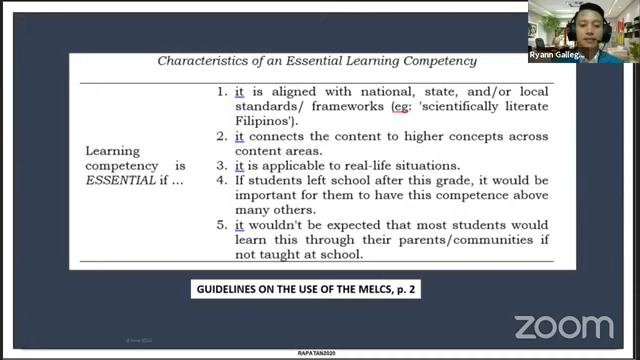 Characteristics of an Essential Learning Competency
Ryann Galleg
Learning
competency is
ESSENTIAL if ...
1. it is aligned with national, state, and/or local
standards/ frameworks (eg: 'scientifically literate
Filipinos').
2. it connects the content to higher concepts across
content areas.
3. it is applicable to real-life situations.
4. If students left school after this grade, it would be
important for them to have this competence above
many others.
5. it wouldn't be expected that most students would
learn this through their parents/communities if
not taught at school.
GUIDELINES ON THE USE OF THE MELCS, p. 2
zoom
RAPATAN2020